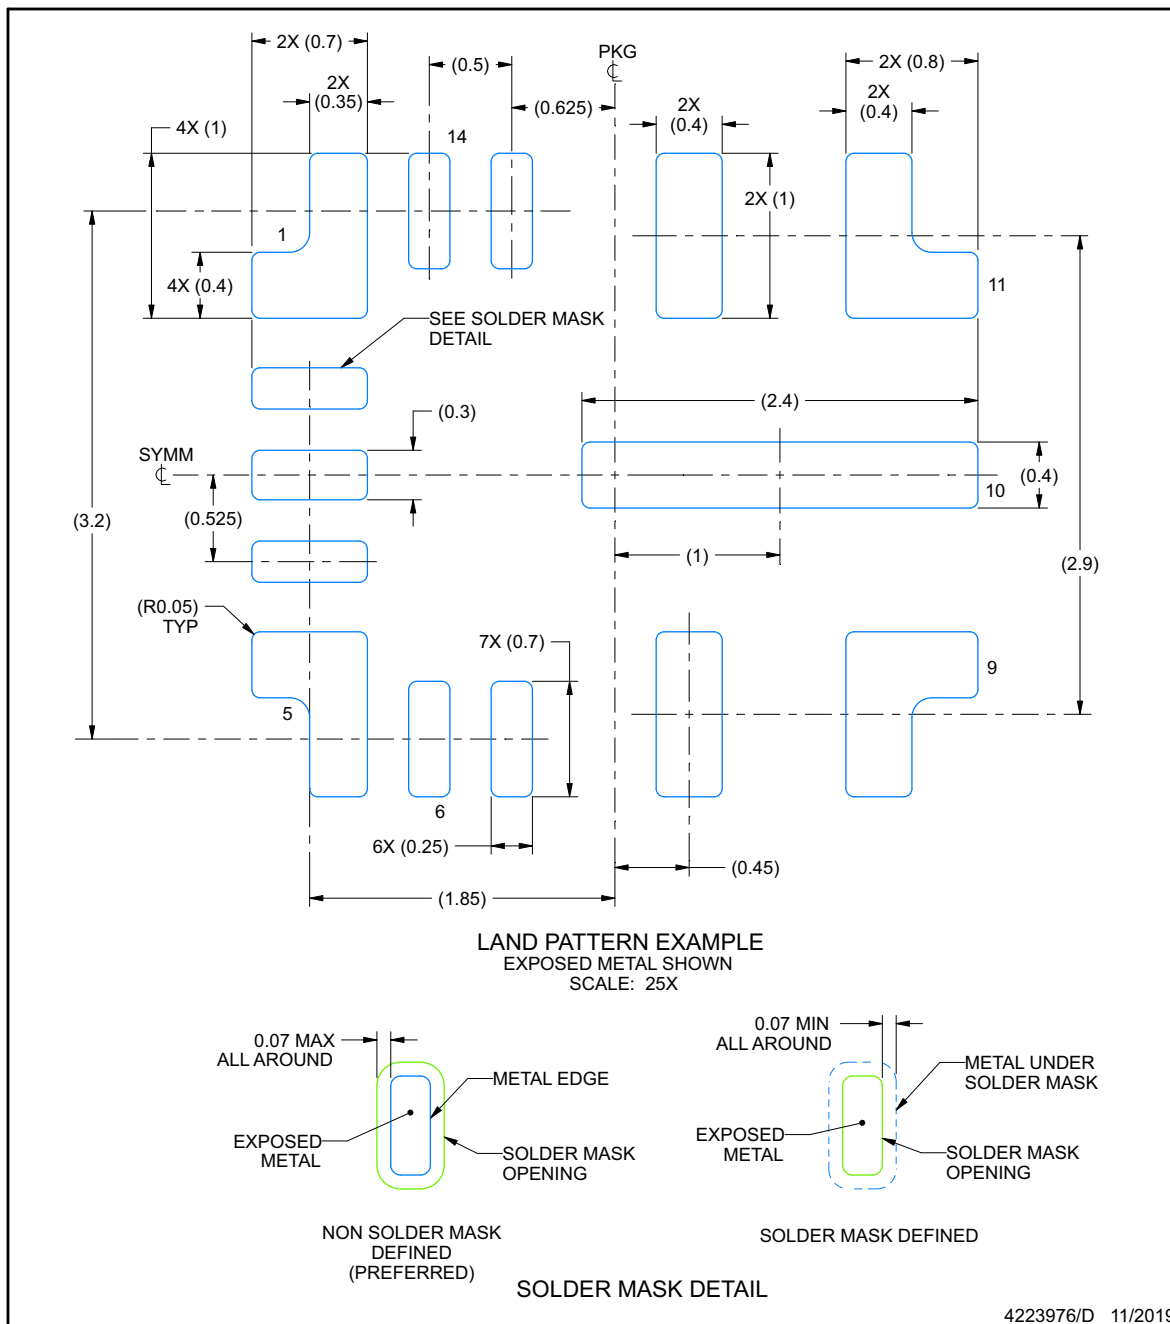 2X (0.7)
(0.5)
PKG
℄
2X (0.8)
2X
(0.35)
(0.625)
2X
(0.4)
2X
(0.4)
4X (1)
14
2X (1)
1
4X (0.4)
11
SEE SOLDER MASK
DETAIL
(2.4)
(0.3)
SYMM
℄
(0.4)
10
(3.2)
(0.525)
(1)
(2.9)
(R0.05)
TYP
7X (0.7)
9
5
6
6X (0.25)
(0.45)
(1.85)
LAND PATTERN EXAMPLE
EXPOSED METAL SHOWN
SCALE: 25X
0.07 MAX
ALL AROUND
METAL EDGE
EXPOSED
METAL
SOLDER MASK
OPENING
NON SOLDER MASK
DEFINED
(PREFERRED)
0.07 MIN
ALL AROUND
METAL UNDER
SOLDER MASK
EXPOSED
METAL
SOLDER MASK
OPENING
SOLDER MASK DEFINED
SOLDER MASK DETAIL
4223976/D 11/2019